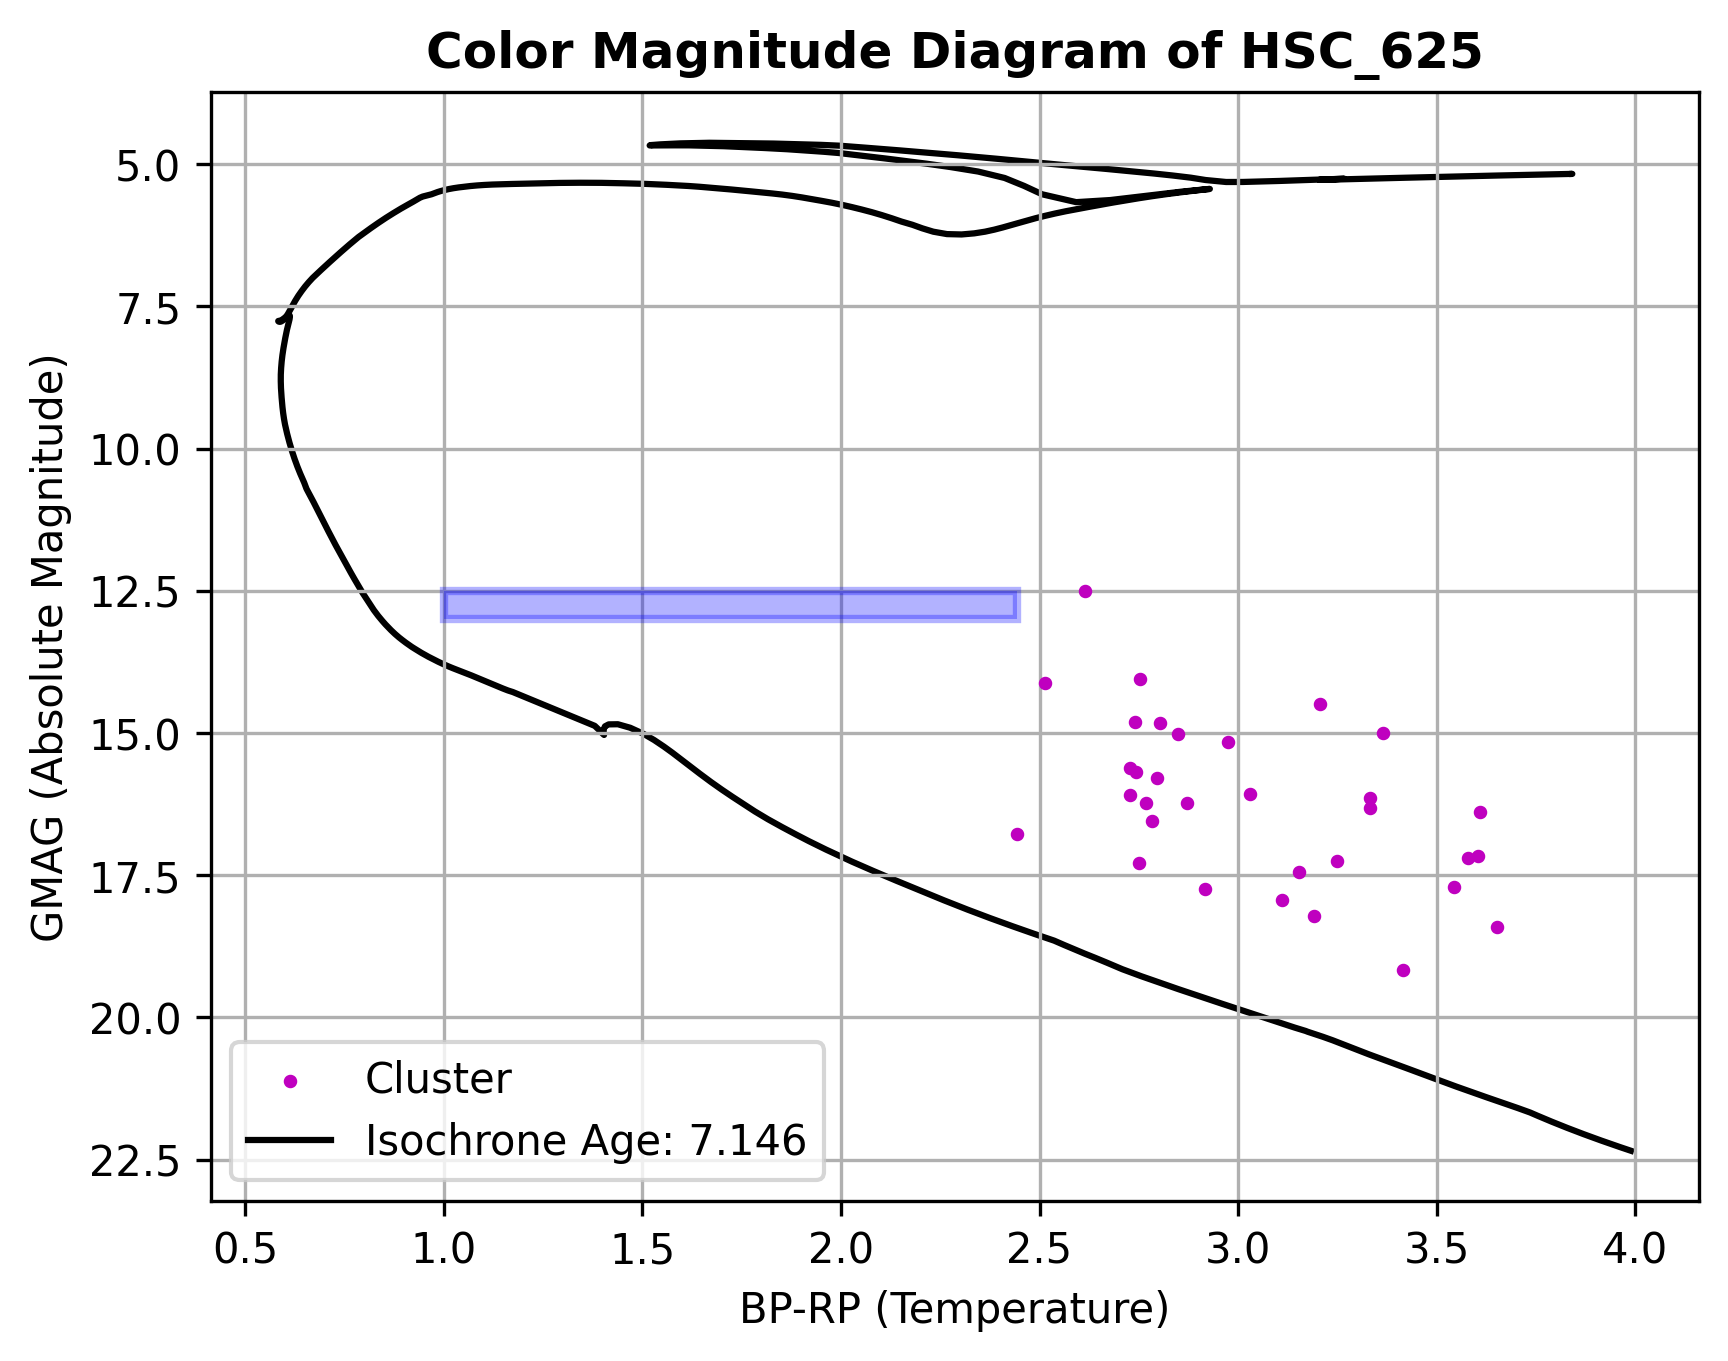 Color Magnitude Diagram of HSC_625
GMAG (Absolute Magnitude)
5.0
7.5
10.0
12.5
15.0
17.5
20.0
22.5
Cluster
Isochrone Age: 7.146
0.5 1.0 1.5 2.0 2.5 3.0 3.5 4.0
BP-RP (Temperature)